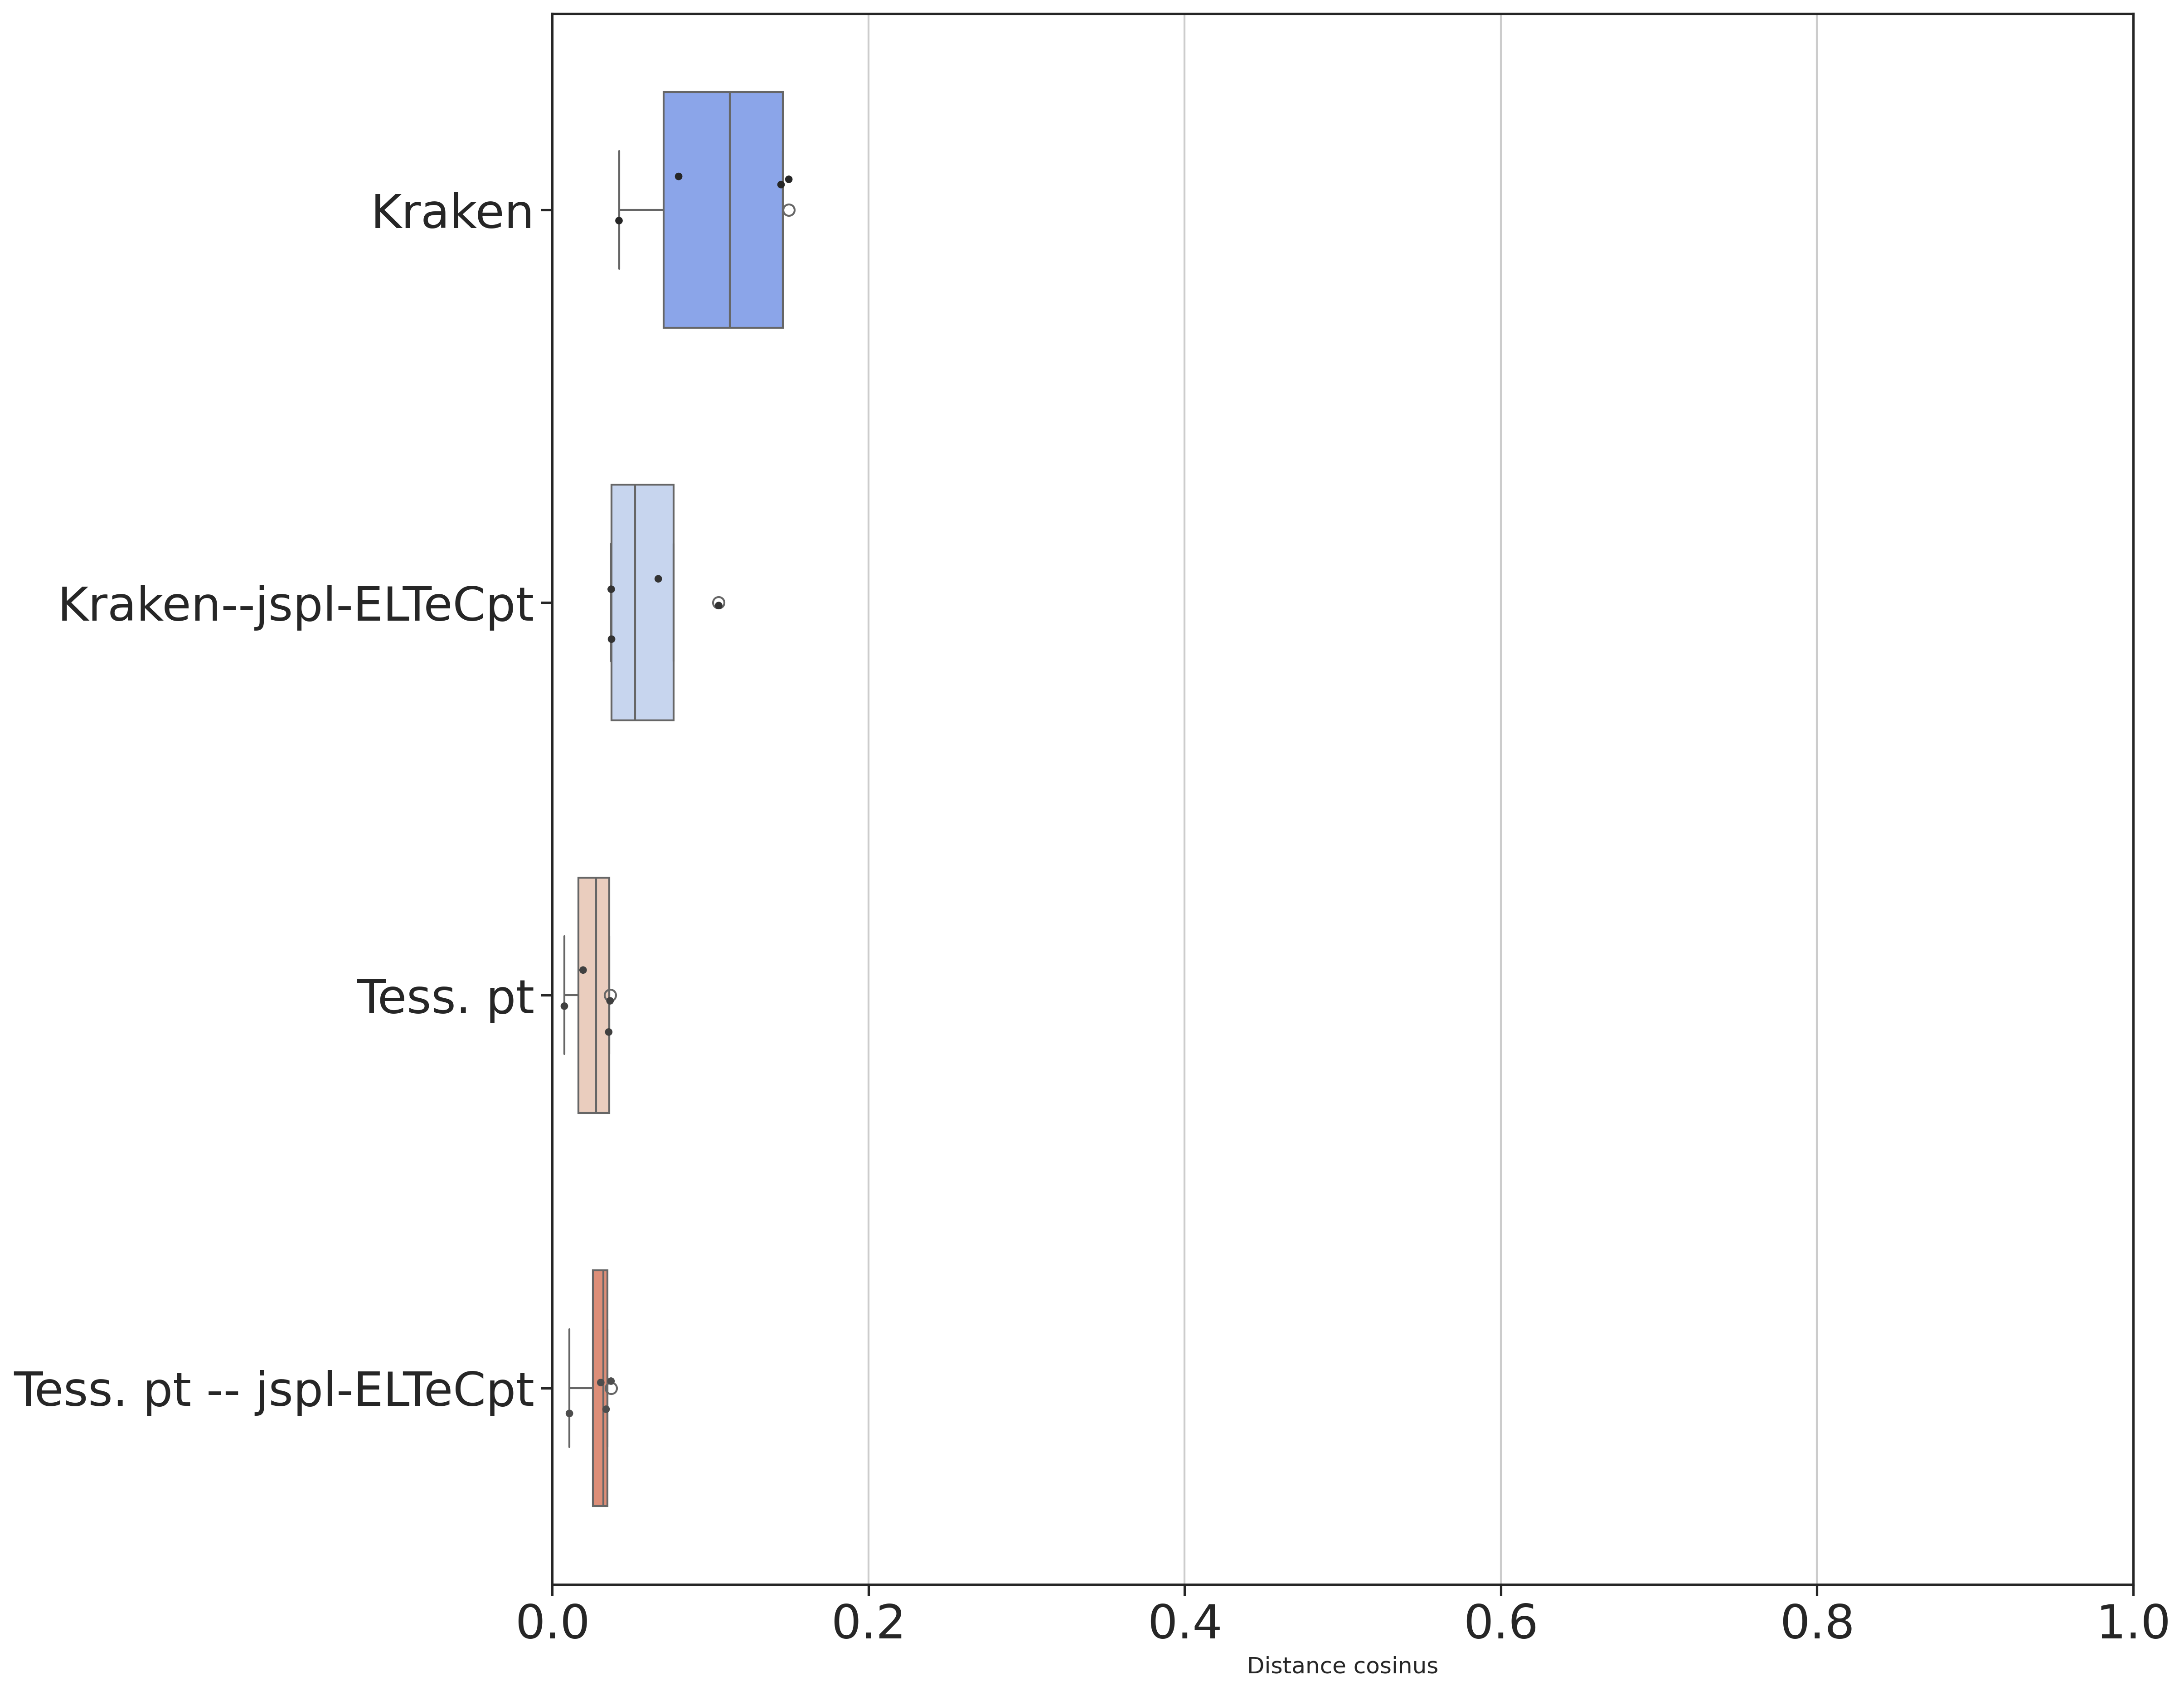 Kraken
Kraken--jspl-ELTeCpt
Tess. pt
Tess. pt -- jspl-ELTeCpt
0.0 0.2 0.4 0.6 0.8 1.0
Distance cosinus